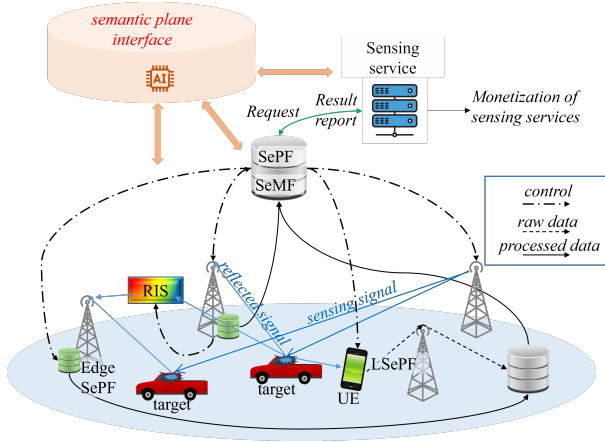 semantic plane
interface
AI
Sensing
service
Request
Result
report
Monetization of
sensing services
SePF
SeMF
control
raw data
processed data
RIS
reflected signal
sensing signal
Edge
SePF
target
target
UE
LSePF